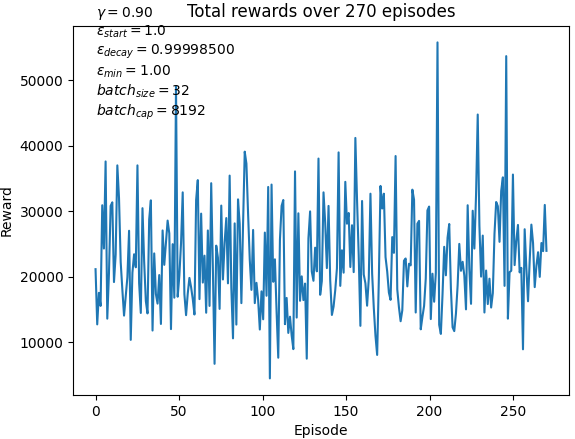 Total rewards over 270 episodes
γ = 0.90
ε_start = 1.0
ε_decay = 0.99998500
ε_min = 1.00
batch_size = 32
batch_cap = 8192
Reward
50000
40000
30000
20000
10000
0
50
100
150
200
250
Episode